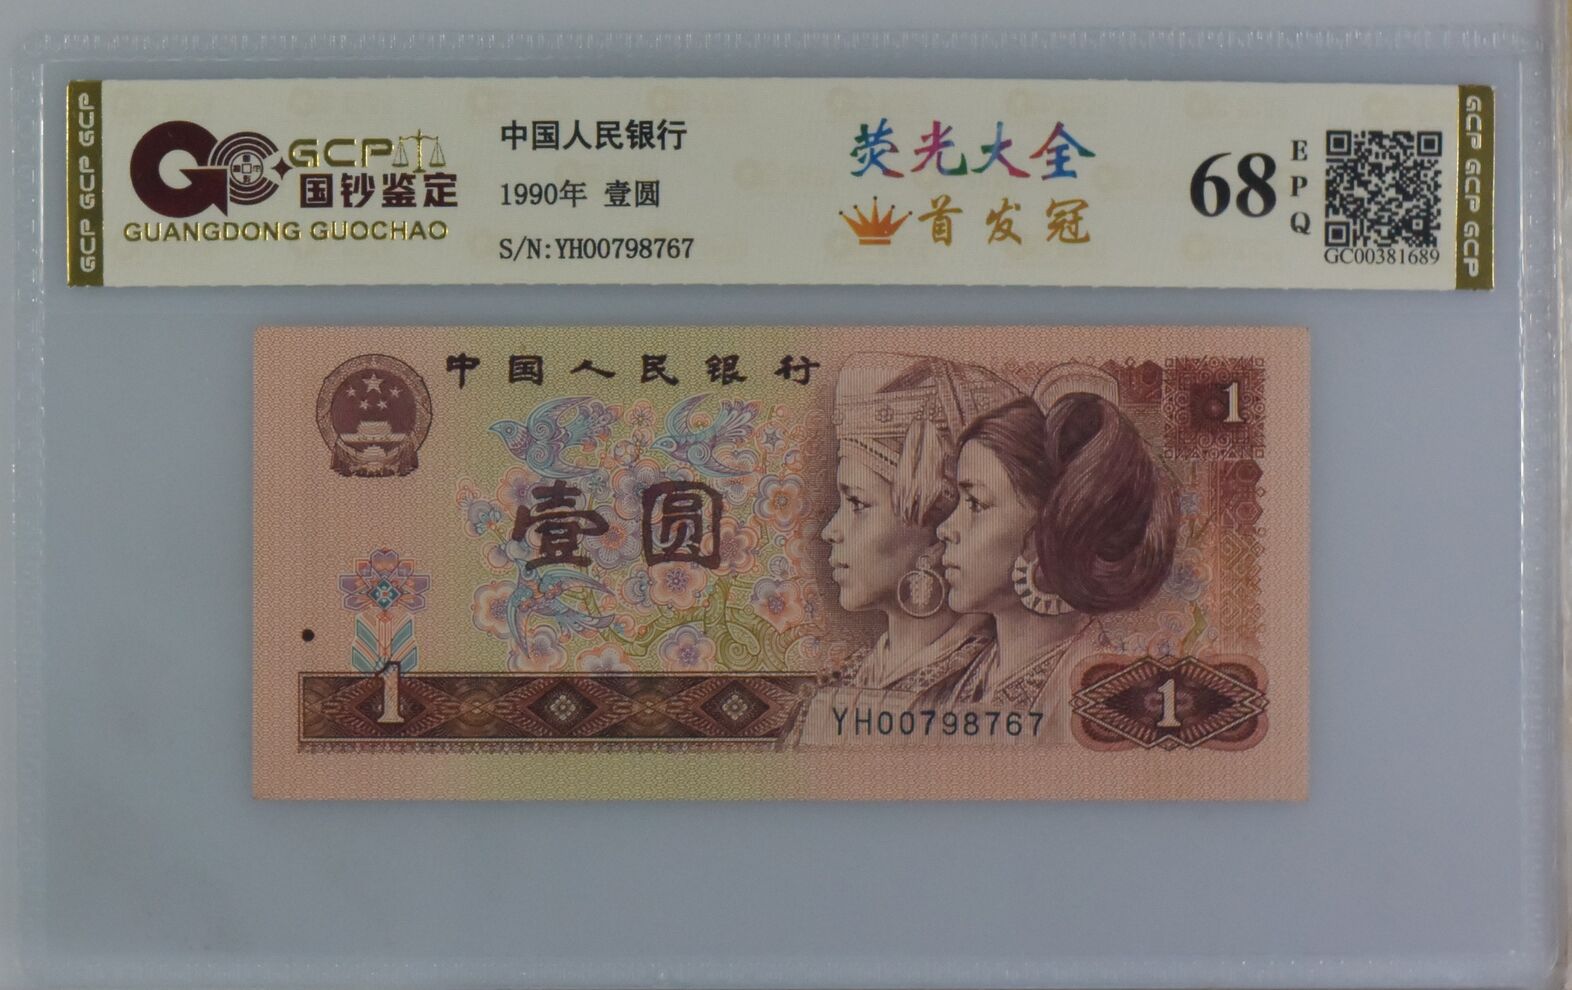 GCP GCP GCP
GCP
国钞鉴定
GUANGDONG GUOCHAO
中国人民银行
1990年 壹圆
S/N:YH00798767
荧光大全
首发冠
68
EPQ
GC00381689
GCP GCP GCP
中国人民银行
1
壹圆
1
YH00798767
1